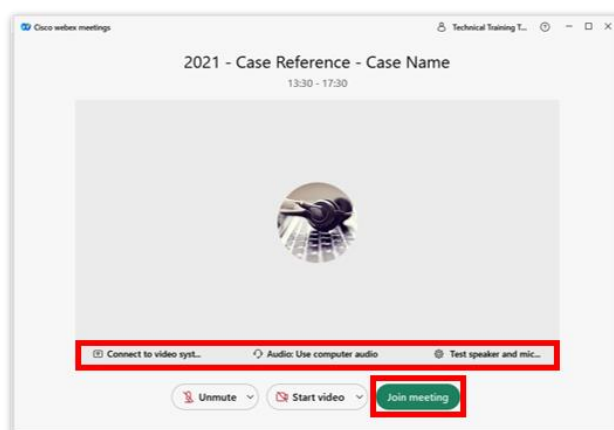 Cisco webex meetings
Technical Training T...
2021 - Case Reference - Case Name
13:30 - 17:30
Connect to video syst... Audio: Use computer audio Test speaker and mic...
Unmute Start video Join meeting